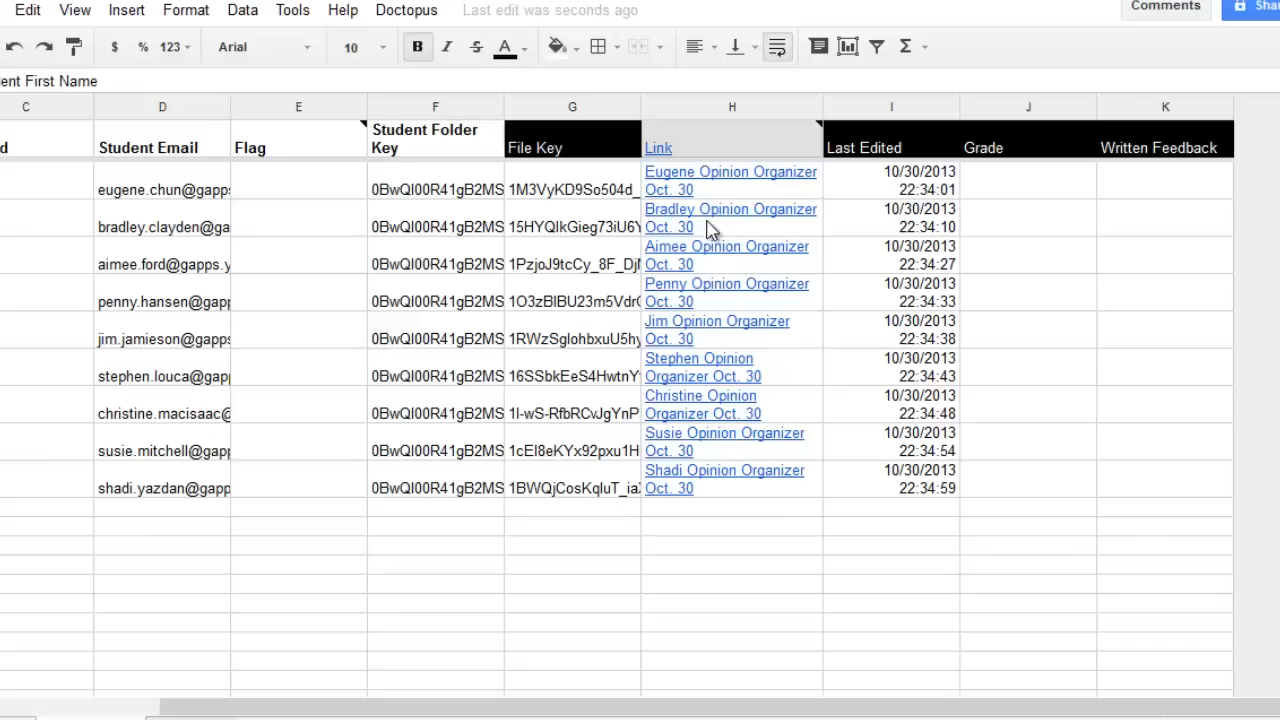 Edit View Insert Format Data Tools Help Doctopus Last edit was seconds ago Comments Shar
$ % 123 Arial 10 B I S A Σ
ent First Name
C D E F G H I J K
d Student Email Flag Student Folder Key File Key Link Last Edited Grade Written Feedback
eugene.chun@gapps 0BwQI00R41gB2MS 1M3VyKD9So504d_ Eugene Opinion Organizer 10/30/2013
Oct. 30 22:34:01
bradley.clayden@ga 0BwQI00R41gB2MS 15HYQIkGieg73iU6Y Bradley Opinion Organizer 10/30/2013
Oct. 30 22:34:10
aimee.ford@gapps.y 0BwQI00R41gB2MS 1PzjoJ9tcCy_8F_Dj Aimee Opinion Organizer 10/30/2013
Oct. 30 22:34:27
penny.hansen@gapp 0BwQI00R41gB2MS 1O3zBIBU23m5Vdr Penny Opinion Organizer 10/30/2013
Oct. 30 22:34:33
jim.jamieson@gapps 0BwQI00R41gB2MS 1RWzSglohbxuU5hy Jim Opinion Organizer 10/30/2013
Oct. 30 22:34:38
stephen.louca@gapp 0BwQI00R41gB2MS 16SSbkEeS4HwtnY Stephen Opinion 10/30/2013
Organizer Oct. 30 22:34:43
christine.macisaac@ 0BwQI00R41gB2MS 1l-wS-RfbRCvJgYnP Christine Opinion 10/30/2013
Organizer Oct. 30 22:34:48
susie.mitchell@gapp 0BwQI00R41gB2MS 1cEI8eKYx92pxu1H Susie Opinion Organizer 10/30/2013
Oct. 30 22:34:54
shadi.yazdan@gapp 0BwQI00R41gB2MS 1BWQjCosKqluT_ia Shadi Opinion Organizer 10/30/2013
Oct. 30 22:34:59